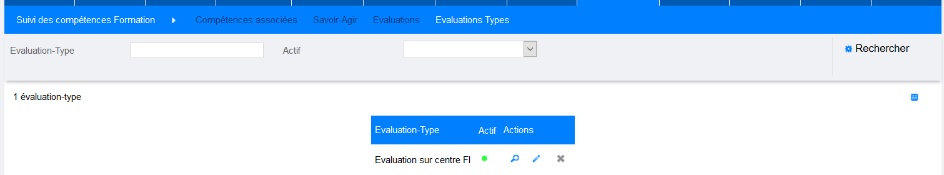 Suivi des compétences Formation Compétences associées Savoir-Agir Evaluations Evaluations Types
Evaluation-Type Actif Rechercher
1 évaluation-type
Evaluation-Type Actif Actions
Evaluation sur centre FI